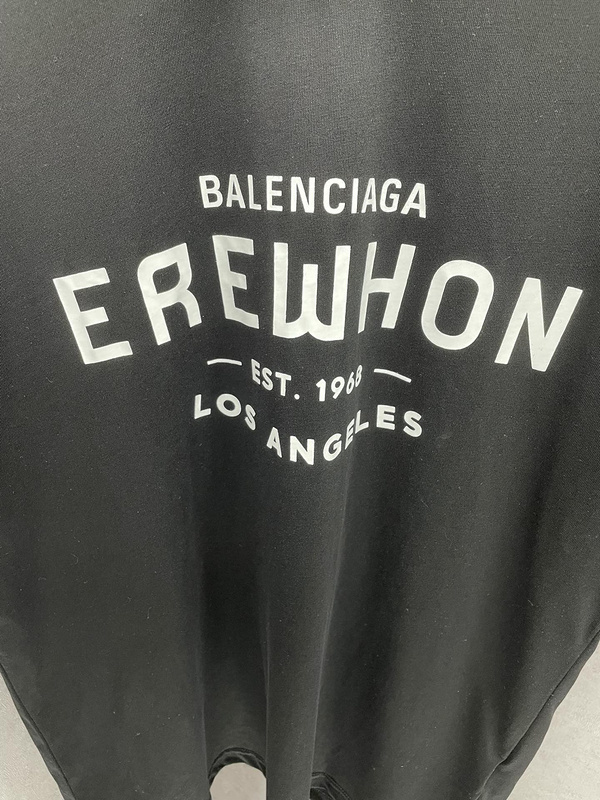 BALENCIAGA
EREWHON
— EST. 1968 —
LOS ANGELES